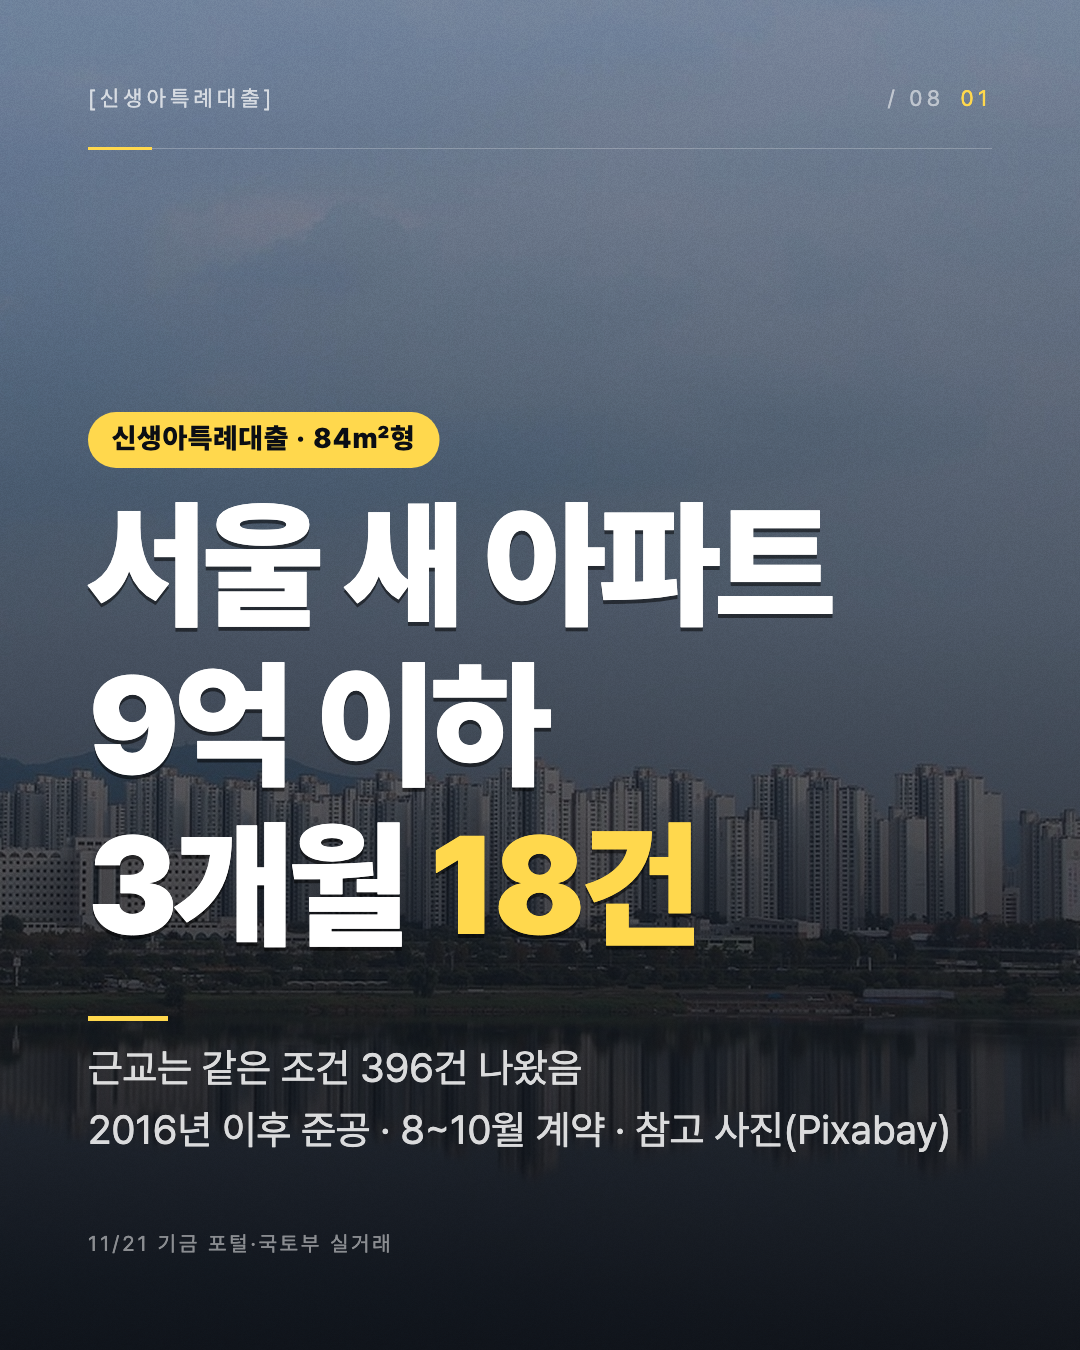 [신생아특례대출]
/ 08 01
신생아특례대출 · 84m²형
서울 새 아파트
9억 이하
3개월 18건
근교는 같은 조건 396건 나왔음
2016년 이후 준공 · 8~10월 계약 · 참고 사진(Pixabay)
11/21 기금 포털·국토부 실거래